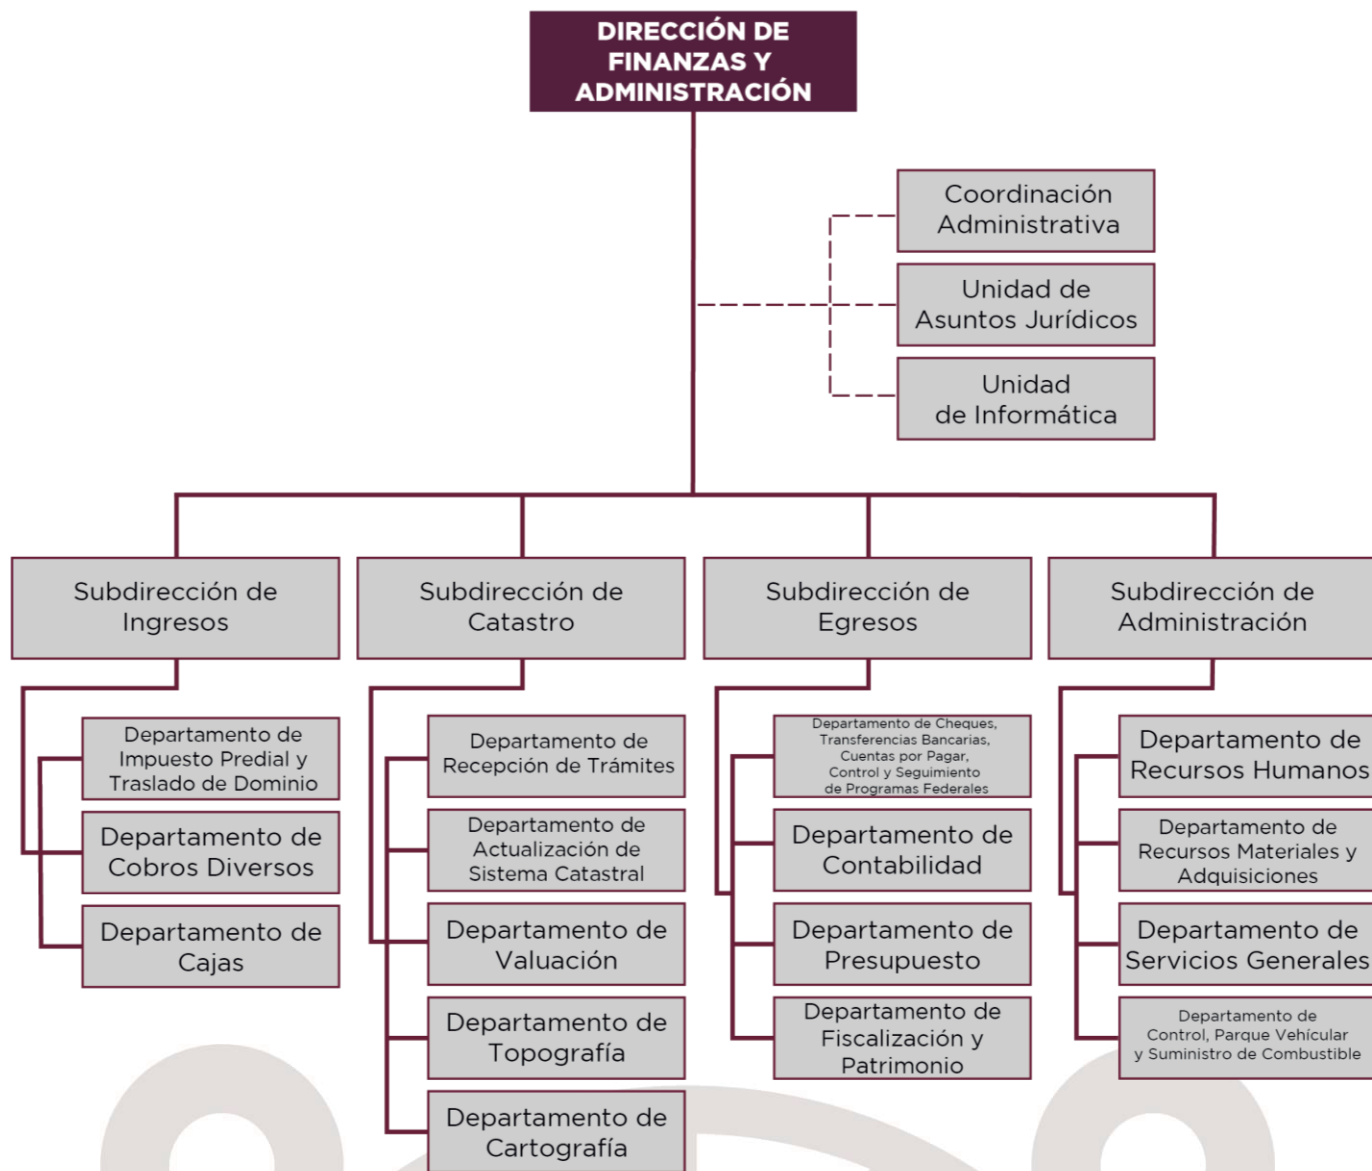 DIRECCIÓN DE
FINANZAS Y
ADMINISTRACIÓN
Coordinación
Administrativa
Unidad de
Asuntos Jurídicos
Unidad
de Informática
Subdirección de
Ingresos
Subdirección de
Catastro
Subdirección de
Egresos
Subdirección de
Administración
Departamento de
Impuesto Predial y
Traslado de Dominio
Departamento de
Cobros Diversos
Departamento de
Cajas
Departamento de
Recepción de Trámites
Departamento de
Actualización de
Sistema Catastral
Departamento de
Valuación
Departamento de
Topografía
Departamento de
Cartografía
Departamento de Cheques,
Transferencias Bancarias,
Cuentas por Pagar,
Control y Seguimiento
de Programas Federales
Departamento de
Contabilidad
Departamento de
Presupuesto
Departamento de
Fiscalización y
Patrimonio
Departamento de
Recursos Humanos
Departamento de
Recursos Materiales y
Adquisiciones
Departamento de
Servicios Generales
Departamento de
Control, Parque Vehícular
y Suministro de Combustible